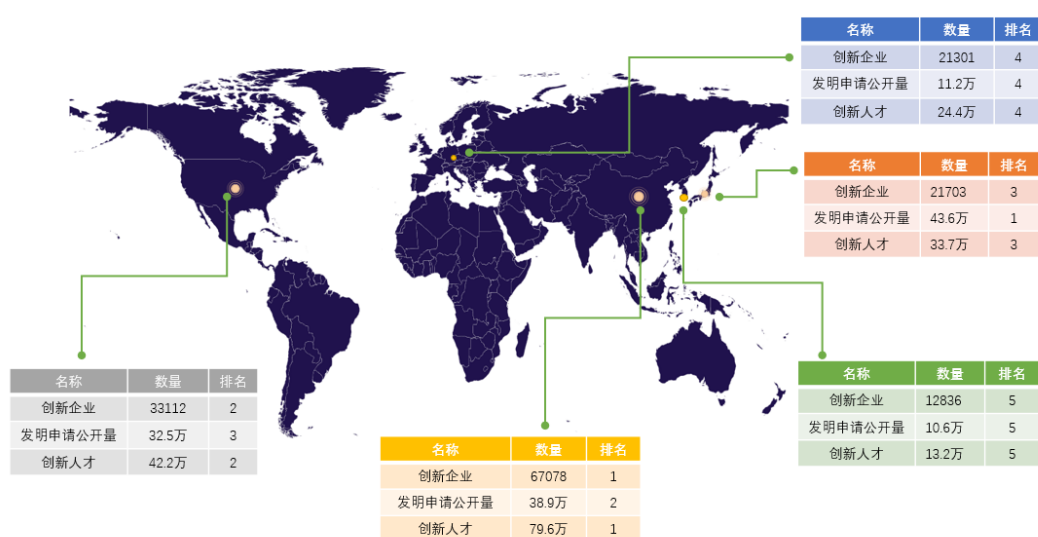 名称 数量 排名
创新企业 21301 4
发明申请公开量 11.2万 4
创新人才 24.4万 4
名称 数量 排名
创新企业 21703 3
发明申请公开量 43.6万 1
创新人才 33.7万 3
名称 数量 排名
创新企业 12836 5
发明申请公开量 10.6万 5
创新人才 13.2万 5
名称 数量 排名
创新企业 33112 2
发明申请公开量 32.5万 3
创新人才 42.2万 2
名称 数量 排名
创新企业 67078 1
发明申请公开量 38.9万 2
创新人才 79.6万 1